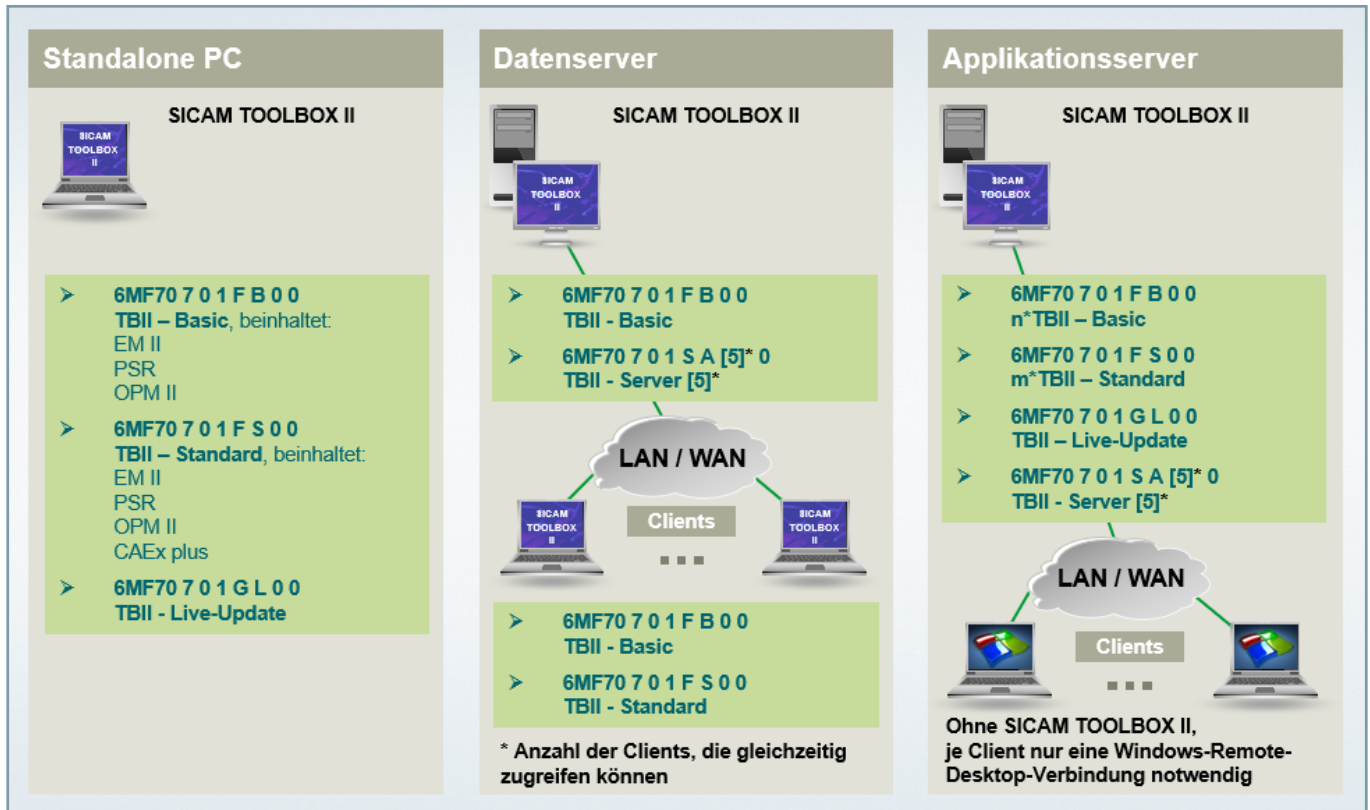 Standalone PC
SICAM TOOLBOX II
SICAM
TOOLBOX
II
➢ 6MF70 7 0 1 F B 0 0
TBII – Basic, beinhaltet:
EM II
PSR
OPM II
➢ 6MF70 7 0 1 F S 0 0
TBII – Standard, beinhaltet:
EM II
PSR
OPM II
CAEx plus
➢ 6MF70 7 0 1 G L 0 0
TBII - Live-Update
Datenserver
SICAM TOOLBOX II
SICAM
TOOLBOX
II
➢ 6MF70 7 0 1 F B 0 0
TBII - Basic
➢ 6MF70 7 0 1 S A [5]* 0
TBII - Server [5]*
LAN / WAN
SICAM
TOOLBOX
II
Clients
SICAM
TOOLBOX
II
➢ 6MF70 7 0 1 F B 0 0
TBII - Basic
➢ 6MF70 7 0 1 F S 0 0
TBII - Standard
* Anzahl der Clients, die gleichzeitig
zugreifen können
Applikationsserver
SICAM TOOLBOX II
SICAM
TOOLBOX
II
➢ 6MF70 7 0 1 F B 0 0
n*TBII – Basic
➢ 6MF70 7 0 1 F S 0 0
m*TBII – Standard
➢ 6MF70 7 0 1 G L 0 0
TBII – Live-Update
➢ 6MF70 7 0 1 S A [5]* 0
TBII - Server [5]*
LAN / WAN
Clients
Ohne SICAM TOOLBOX II,
je Client nur eine Windows-Remote-
Desktop-Verbindung notwendig